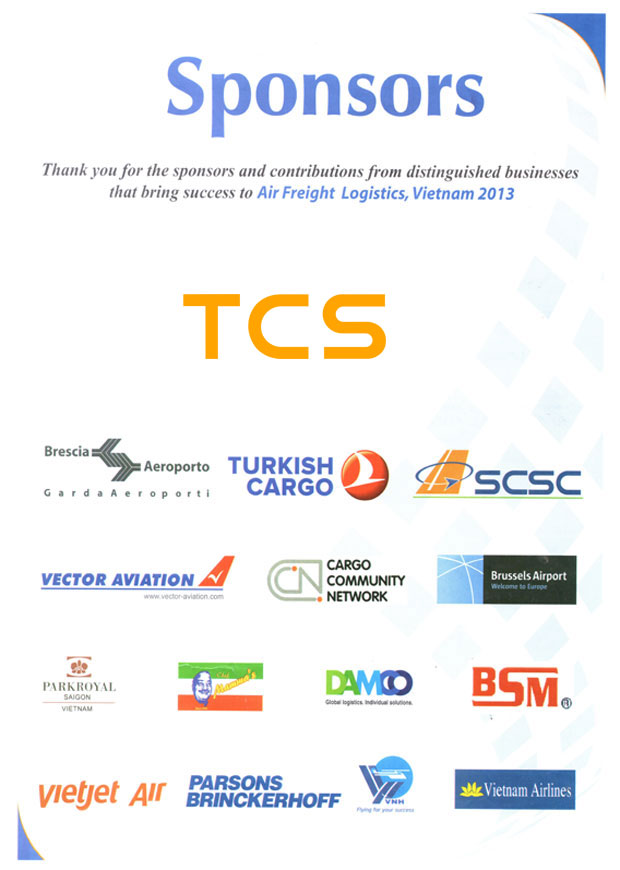 Sponsors
Thank you for the sponsors and contributions from distinguished businesses
that bring success to Air Freight Logistics, Vietnam 2013
TCS
Brescia
Aeroporto
GardaAeroporti
TURKISH
CARGO
SCSC
VECTOR AVIATION
www.vector-aviation.com
CN
CARGO
COMMUNITY
NETWORK
Brussels Airport
Welcome to Europe
PARKROYAL
SAIGON
VIETNAM
DAMCO
Global logistics. Individual solutions.
BSM®
vietjet Air
PARSONS
BRINCKERHOFF
VNH
Flying for your success
Vietnam Airlines